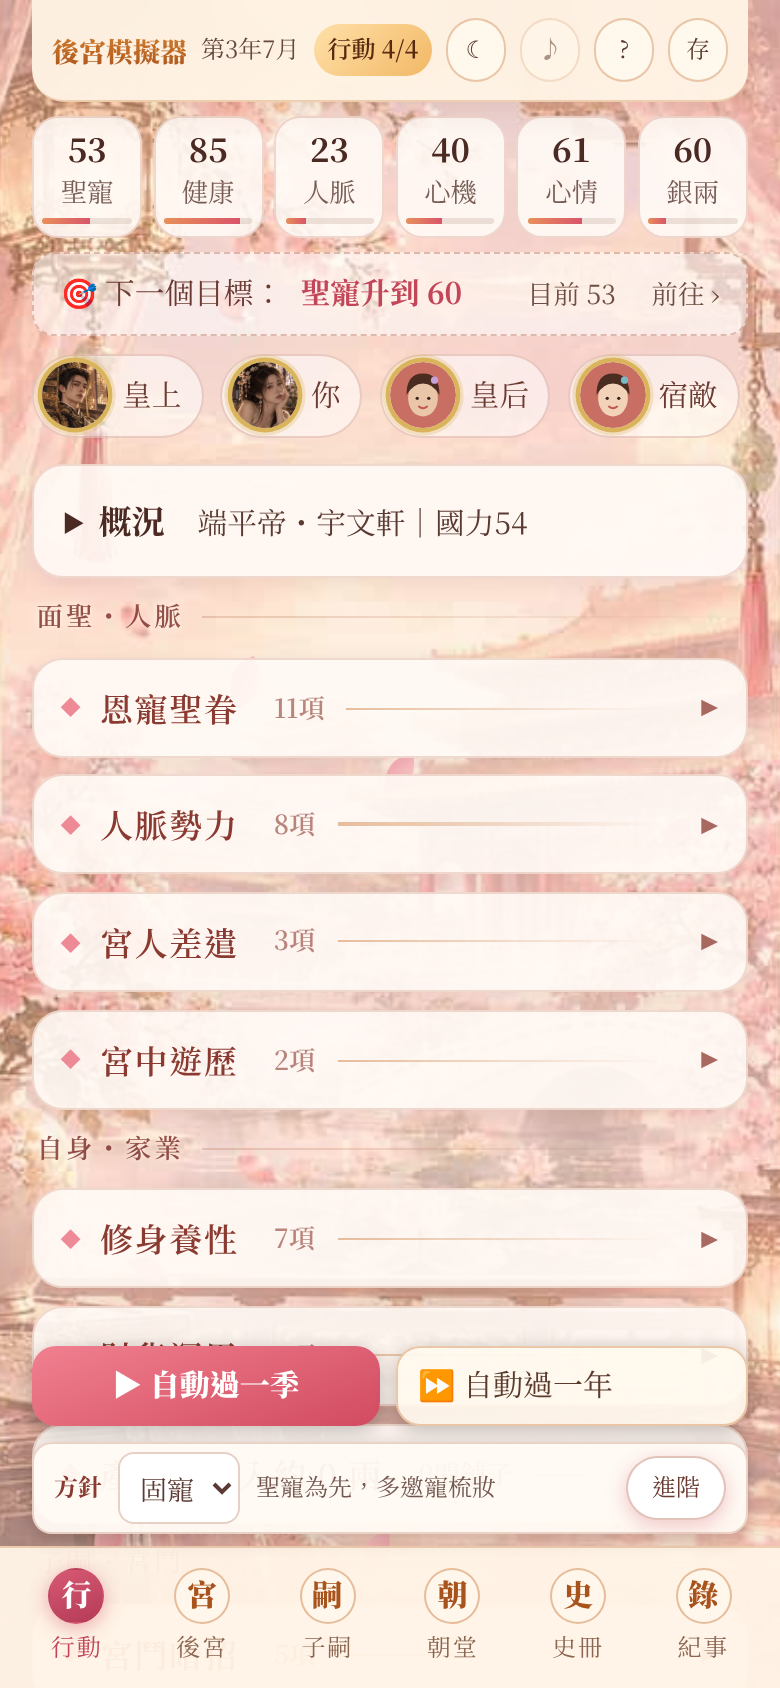 後宮模擬器 第3年7月 行動 4/4 ☾ ♪ ? 存
53 85 23 40 61 60
聖寵 健康 人脈 心機 心情 銀兩
🎯 下一個目標： 聖寵升到 60 目前 53 前往 ›
皇上 你 皇后 宿敵
▶ 概況 端平帝・宇文軒｜國力54
面聖・人脈
◆ 恩寵聖眷 11項 ▶
◆ 人脈勢力 8項 ▶
◆ 宮人差遣 3項 ▶
◆ 宮中遊歷 2項 ▶
自身・家業
◆ 修身養性 7項 ▶
▶ 自動過一季 ⏩ 自動過一年
方針 固寵 聖寵為先，多邀寵梳妝 進階
行 宮 嗣 朝 史 錄
行動 後宮 子嗣 朝堂 史冊 紀事